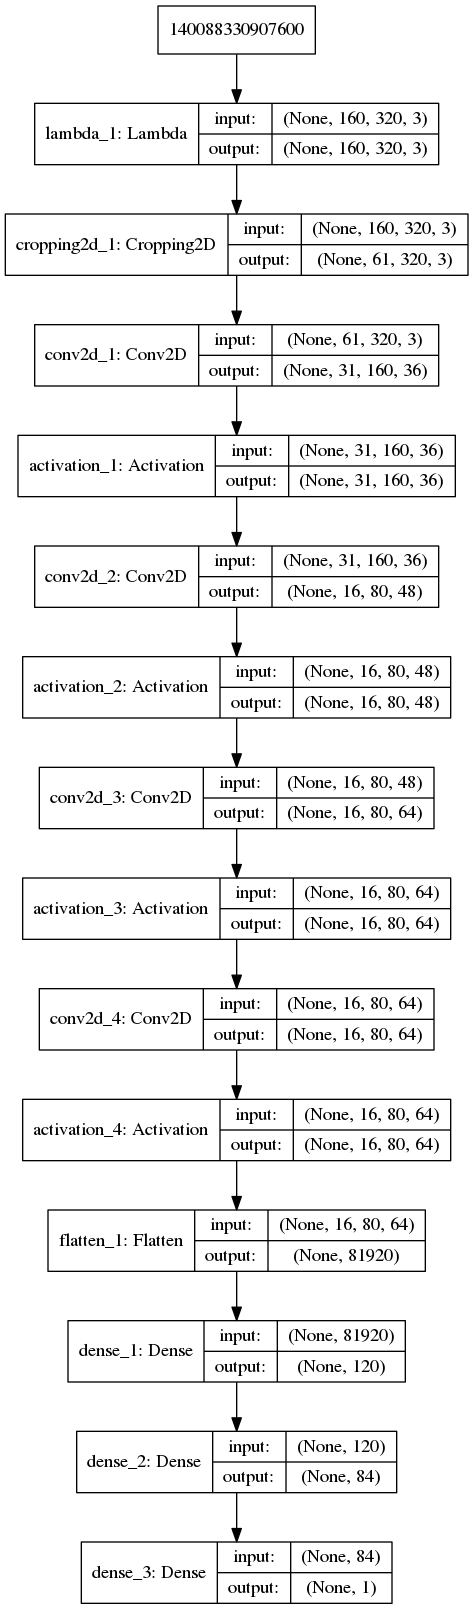 140088330907600
lambda_1: Lambda
input: (None, 160, 320, 3)
output: (None, 160, 320, 3)
cropping2d_1: Cropping2D
input: (None, 160, 320, 3)
output: (None, 61, 320, 3)
conv2d_1: Conv2D
input: (None, 61, 320, 3)
output: (None, 31, 160, 36)
activation_1: Activation
input: (None, 31, 160, 36)
output: (None, 31, 160, 36)
conv2d_2: Conv2D
input: (None, 31, 160, 36)
output: (None, 16, 80, 48)
activation_2: Activation
input: (None, 16, 80, 48)
output: (None, 16, 80, 48)
conv2d_3: Conv2D
input: (None, 16, 80, 48)
output: (None, 16, 80, 64)
activation_3: Activation
input: (None, 16, 80, 64)
output: (None, 16, 80, 64)
conv2d_4: Conv2D
input: (None, 16, 80, 64)
output: (None, 16, 80, 64)
activation_4: Activation
input: (None, 16, 80, 64)
output: (None, 16, 80, 64)
flatten_1: Flatten
input: (None, 16, 80, 64)
output: (None, 81920)
dense_1: Dense
input: (None, 81920)
output: (None, 120)
dense_2: Dense
input: (None, 120)
output: (None, 84)
dense_3: Dense
input: (None, 84)
output: (None, 1)